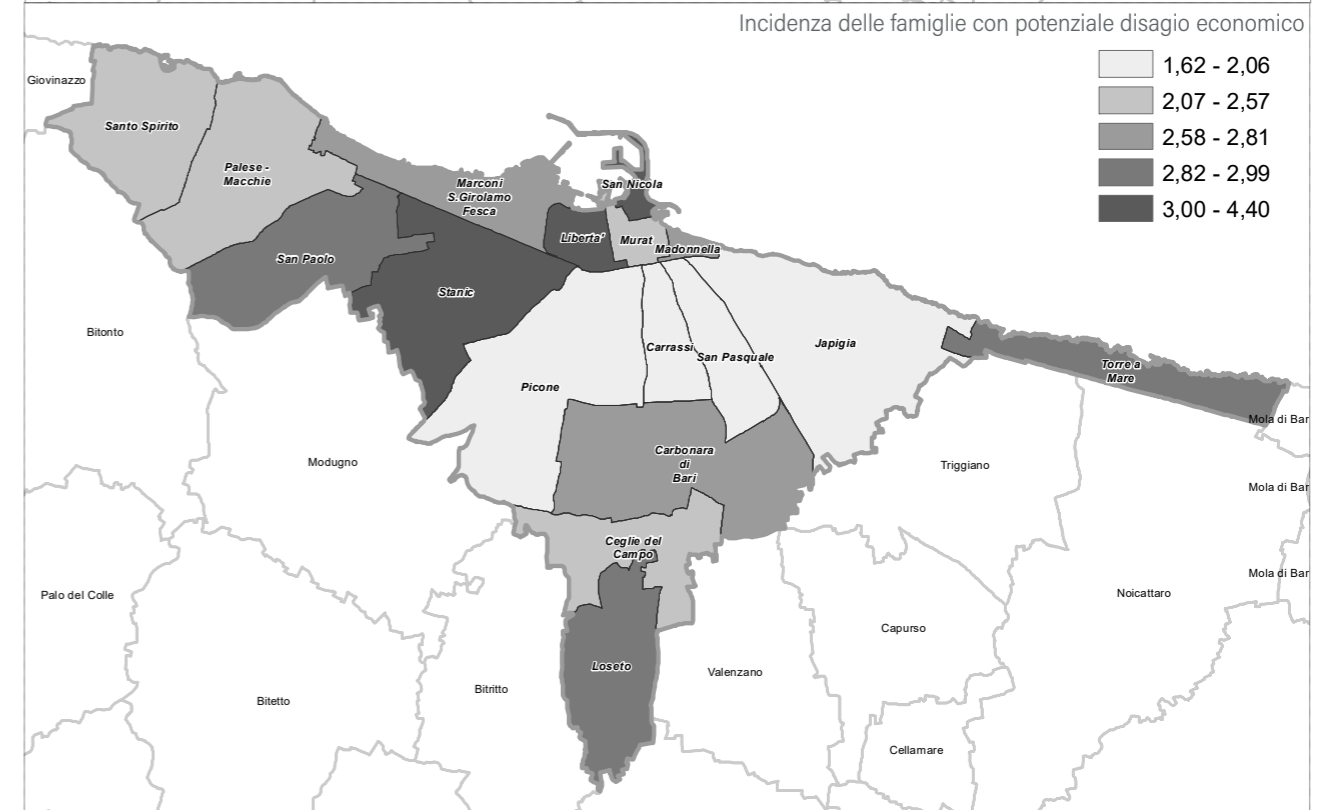 Incidenza delle famiglie con potenziale disagio economico
1,62 - 2,06
2,07 - 2,57
2,58 - 2,81
2,82 - 2,99
3,00 - 4,40
Giovinazzo
Santo Spirito
Palese -
Macchie
Marconi
S.Girolamo
Fesca
San Nicola
Liberta'
Murat
Madonnella
San Paolo
Stanic
Bitonto
Japigia
Carrassi
San Pasquale
Picone
Torre a
Mare
Mola di Bar
Carbonara
di
Bari
Modugno
Triggiano
Mola di Bar
Ceglie del
Campo
Mola di Bar
Palo del Colle
Noicattaro
Capurso
Loseto
Valenzano
Bitritto
Bitetto
Cellamare